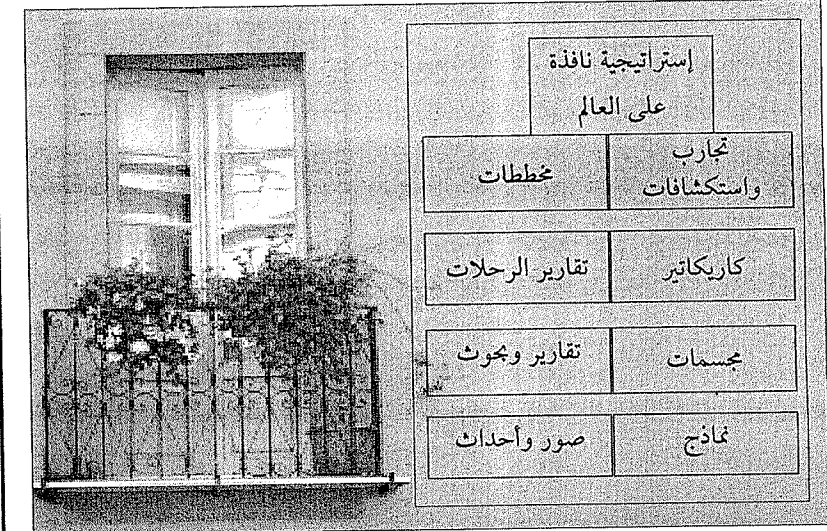 إستراتيجية نافذة
على العالم
تجارب
واستكشافات
مخططات
كاريكاتير
تقارير الرحلات
مجسمات
تقارير وبحوث
نماذج
صور وأحداث